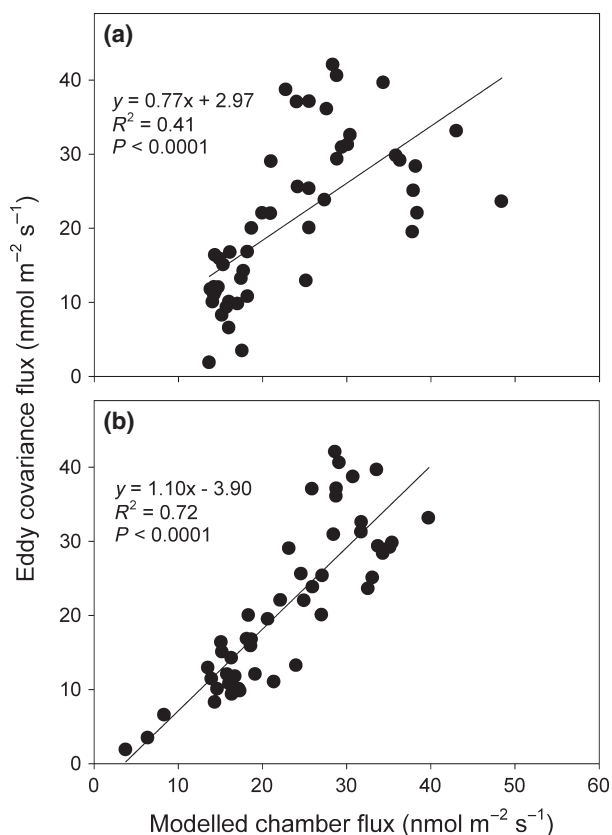 (a)
y = 0.77x + 2.97
R² = 0.41
P < 0.0001
40
30
20
10
0
(b)
y = 1.10x - 3.90
R² = 0.72
P < 0.0001
40
30
20
10
0
0 10 20 30 40 50 60
Eddy covariance flux (nmol m⁻² s⁻¹)
Modelled chamber flux (nmol m⁻² s⁻¹)